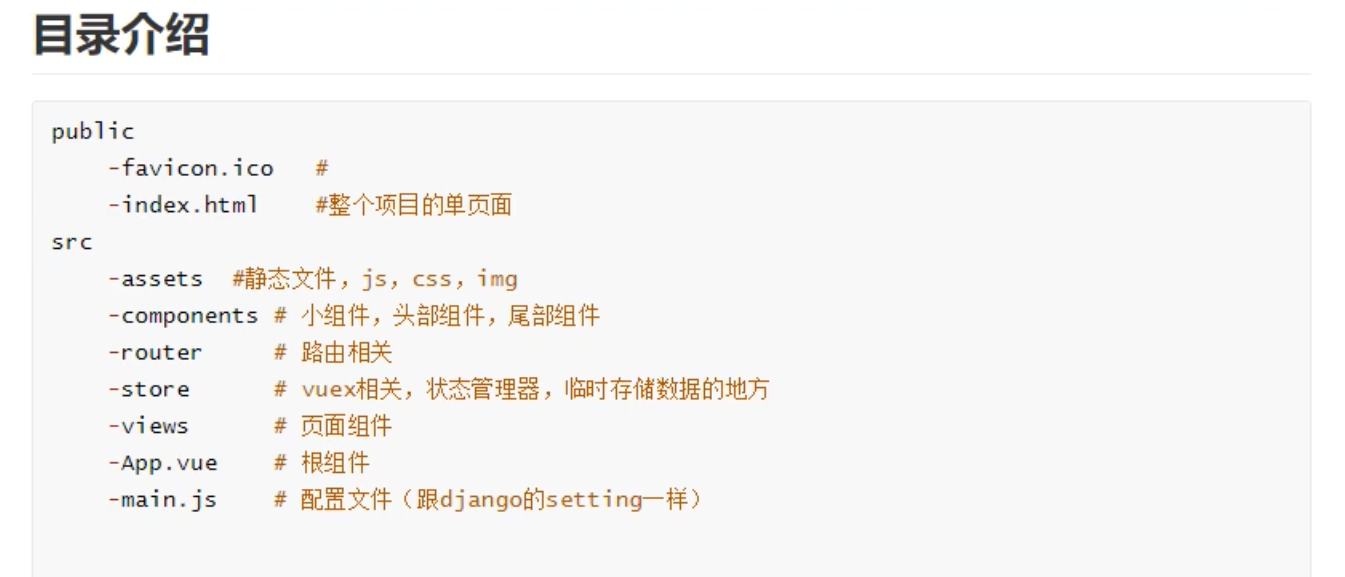 目录介绍
public
    -favicon.ico   #
    -index.html    #整个项目的单页面
src
    -assets  #静态文件，js，css，img
    -components # 小组件，头部组件，尾部组件
    -router     # 路由相关
    -store      # vuex相关，状态管理器，临时存储数据的地方
    -views      # 页面组件
    -App.vue    # 根组件
    -main.js    # 配置文件（跟django的setting一样）